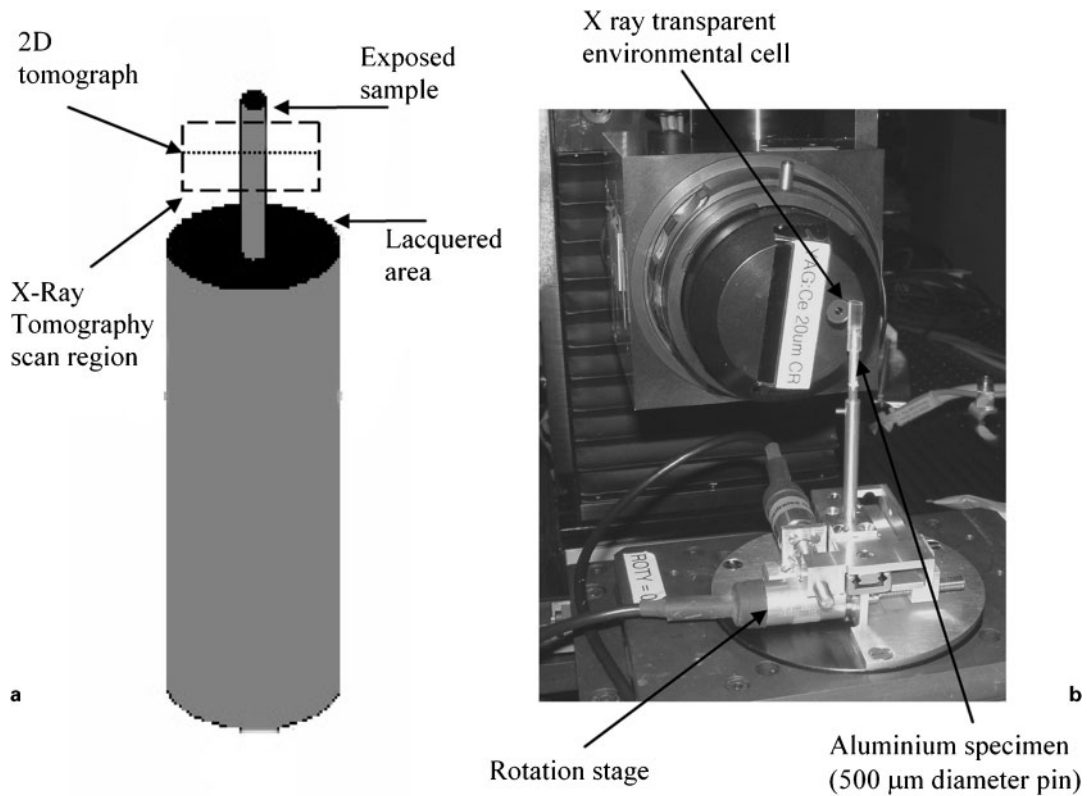 2D
tomograph
Exposed
sample
Lacquered
area
X-Ray
Tomography
scan region
a
X ray transparent
environmental cell
YAG:Ce 20um CR
ROTY = 0
Rotation stage
Aluminium specimen
(500 µm diameter pin)
b